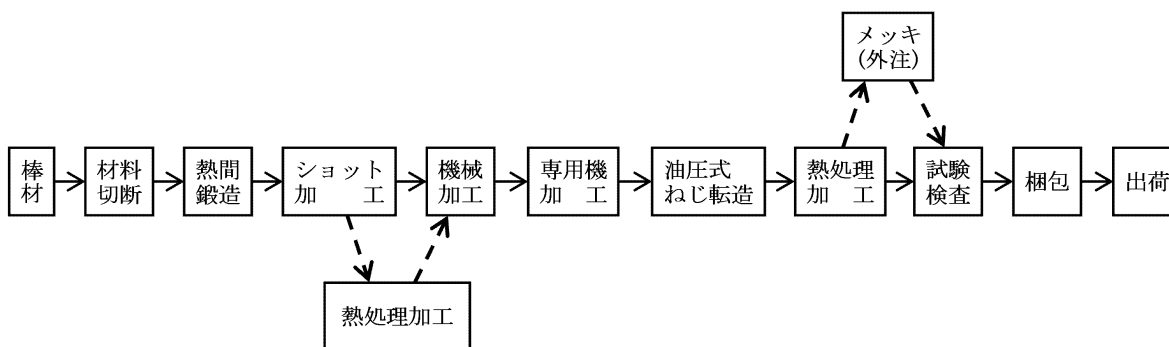 メッキ
（外注）
棒
材
材料
切断
熱間
鍛造
ショット
加　　工
機械
加工
専用機
加　工
油圧式
ねじ転造
熱処理
加　工
試験
検査
梱包
出荷
熱処理加工